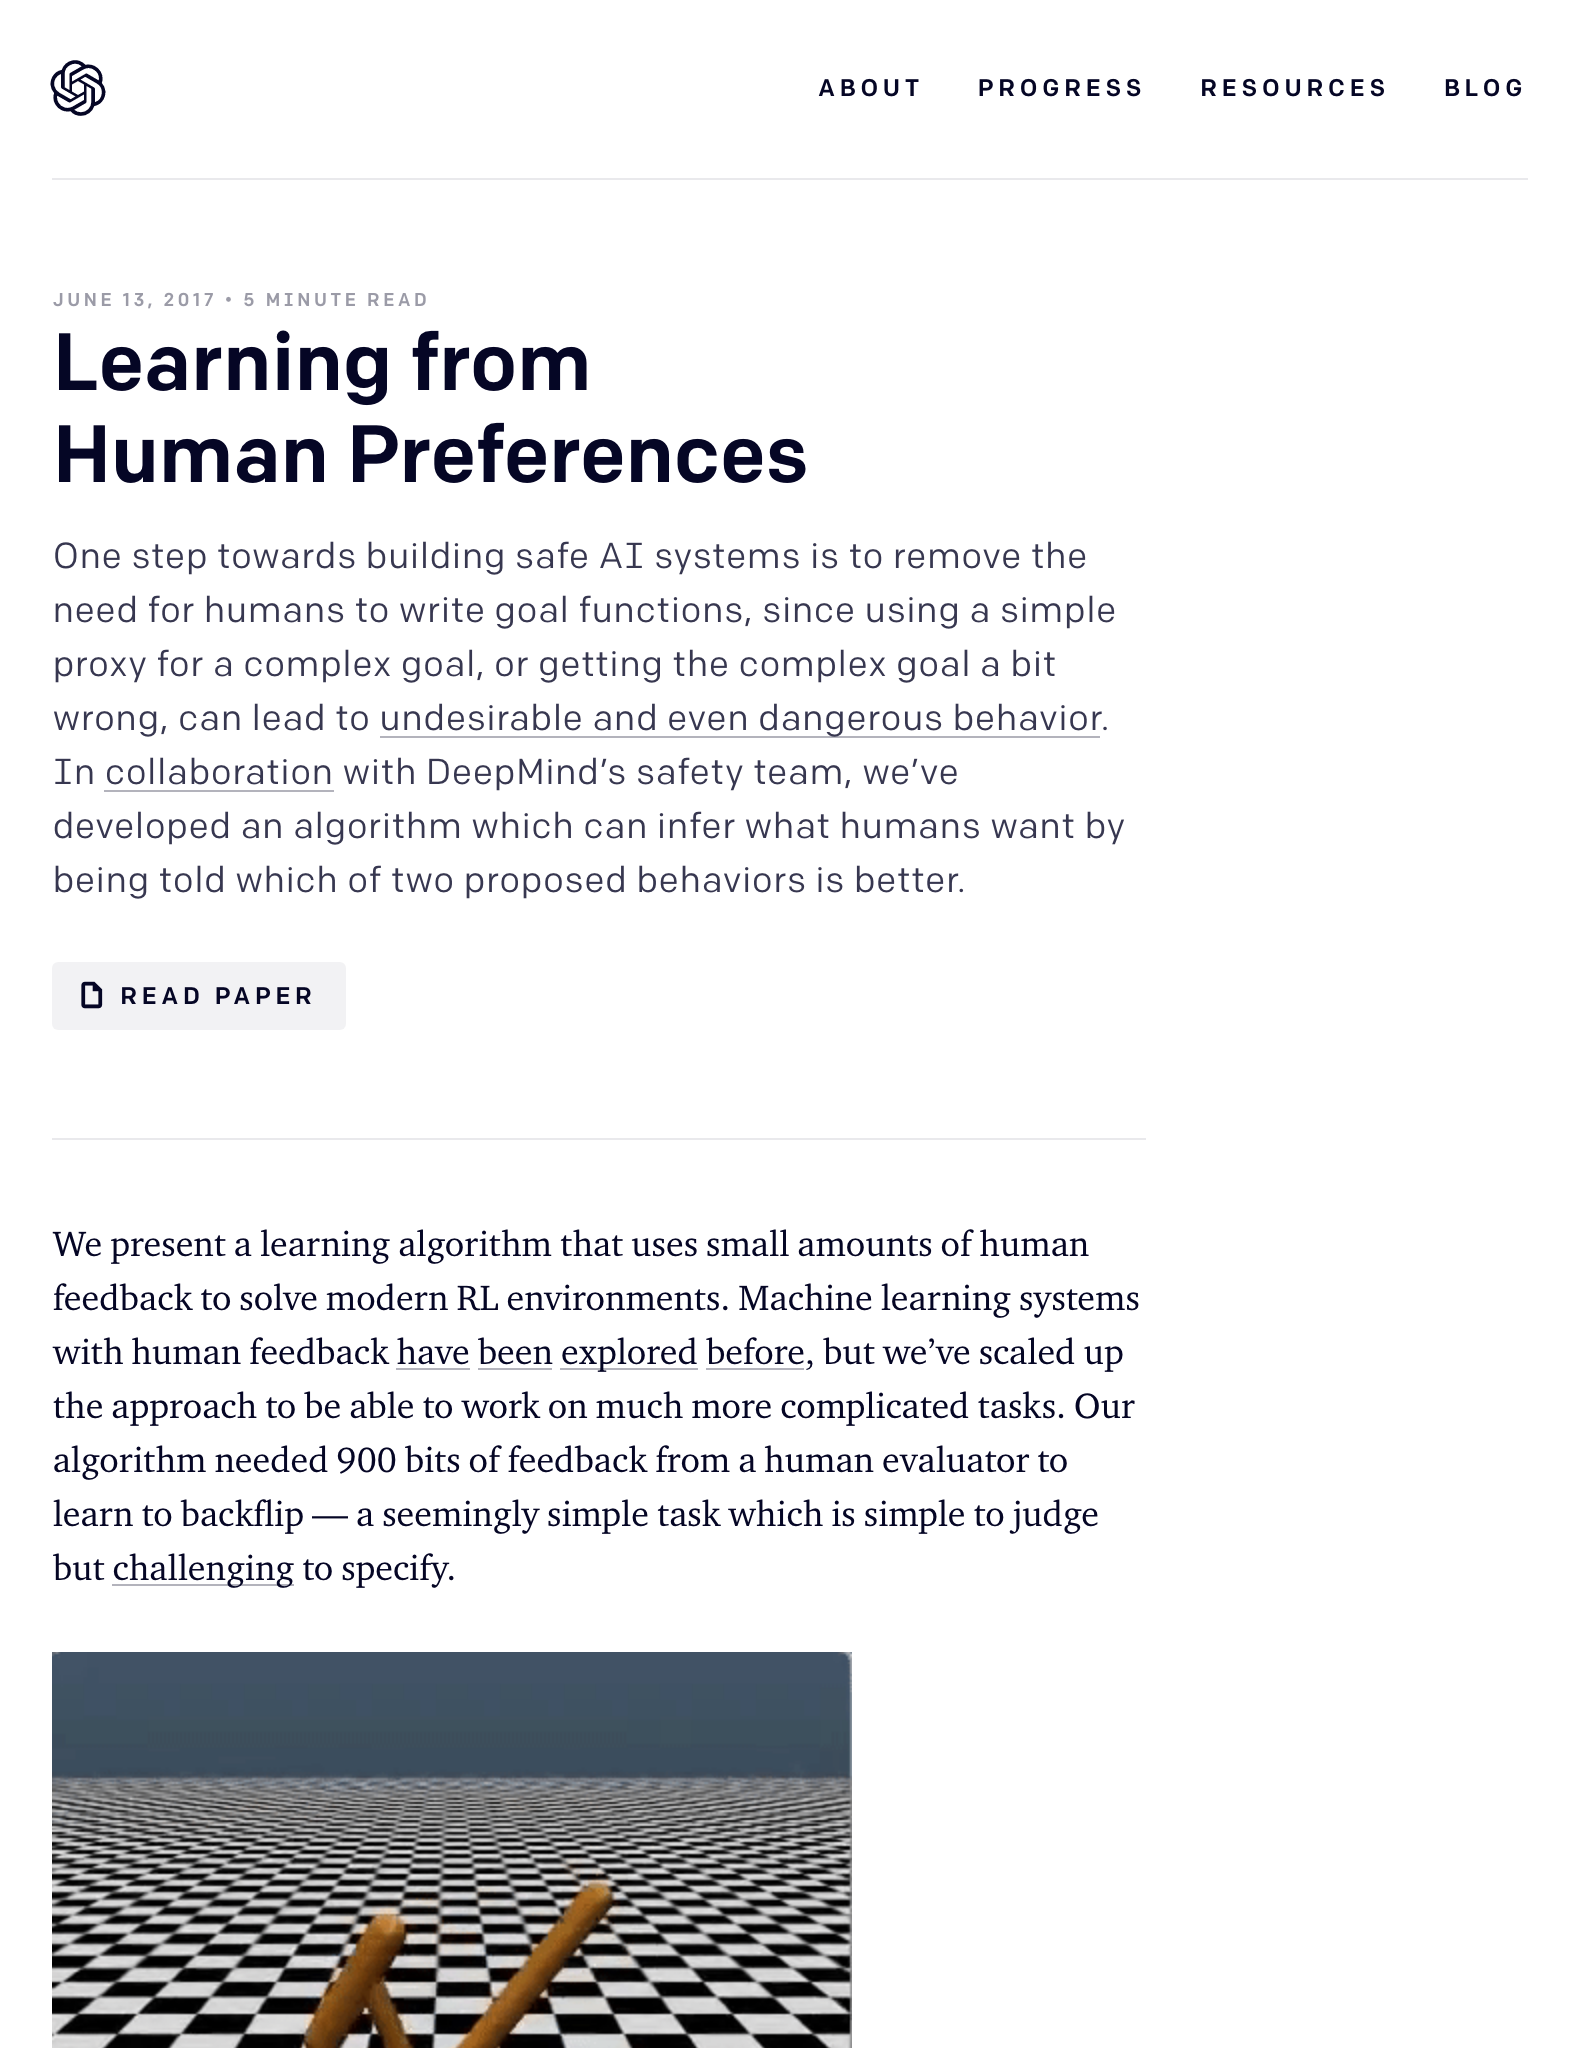 ABOUT PROGRESS RESOURCES BLOG
JUNE 13, 2017 • 5 MINUTE READ
Learning from
Human Preferences
One step towards building safe AI systems is to remove the
need for humans to write goal functions, since using a simple
proxy for a complex goal, or getting the complex goal a bit
wrong, can lead to undesirable and even dangerous behavior.
In collaboration with DeepMind’s safety team, we’ve
developed an algorithm which can infer what humans want by
being told which of two proposed behaviors is better.
READ PAPER
We present a learning algorithm that uses small amounts of human
feedback to solve modern RL environments. Machine learning systems
with human feedback have been explored before, but we’ve scaled up
the approach to be able to work on much more complicated tasks. Our
algorithm needed 900 bits of feedback from a human evaluator to
learn to backflip — a seemingly simple task which is simple to judge
but challenging to specify.